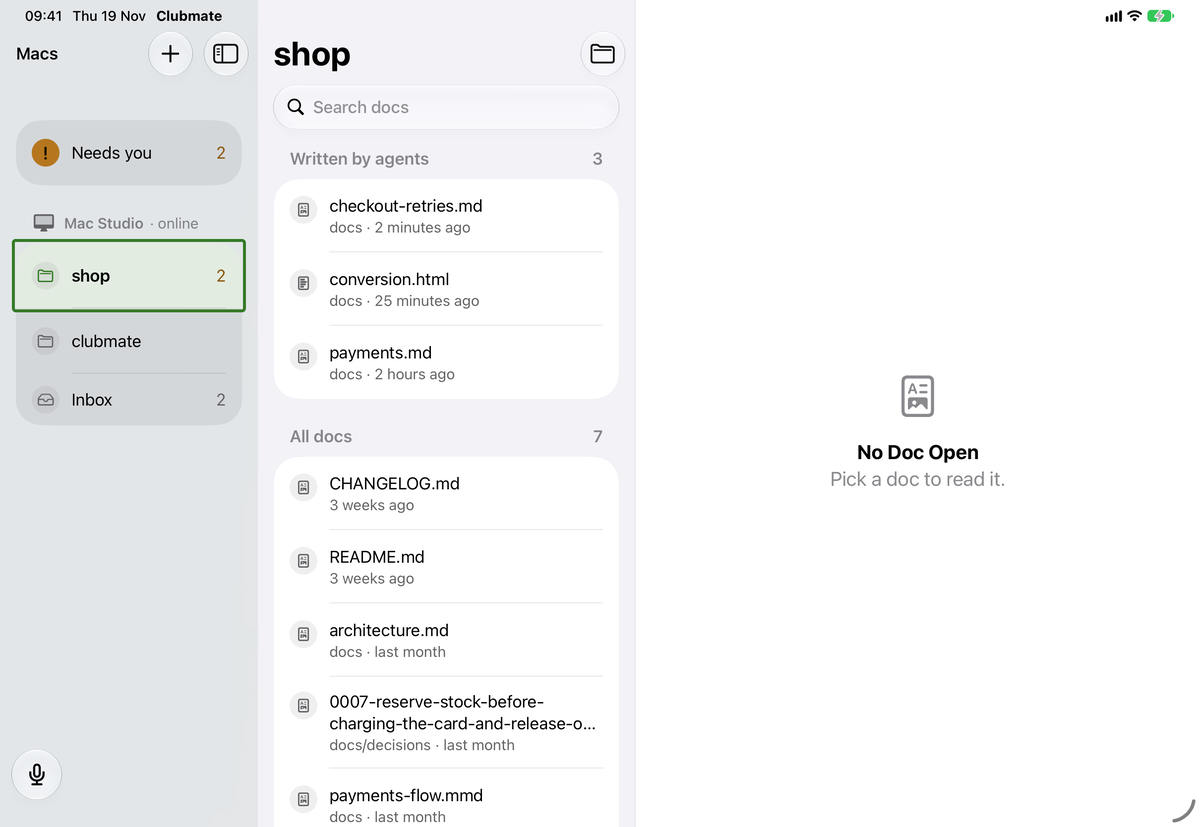 09:41 Thu 19 Nov Clubmate
Macs
Needs you 2
Mac Studio · online
shop 2
clubmate
Inbox 2
shop
Search docs
Written by agents 3
checkout-retries.md
docs · 2 minutes ago
conversion.html
docs · 25 minutes ago
payments.md
docs · 2 hours ago
All docs 7
CHANGELOG.md
3 weeks ago
README.md
3 weeks ago
architecture.md
docs · last month
0007-reserve-stock-before-
charging-the-card-and-release-o...
docs/decisions · last month
payments-flow.mmd
docs · last month
No Doc Open
Pick a doc to read it.